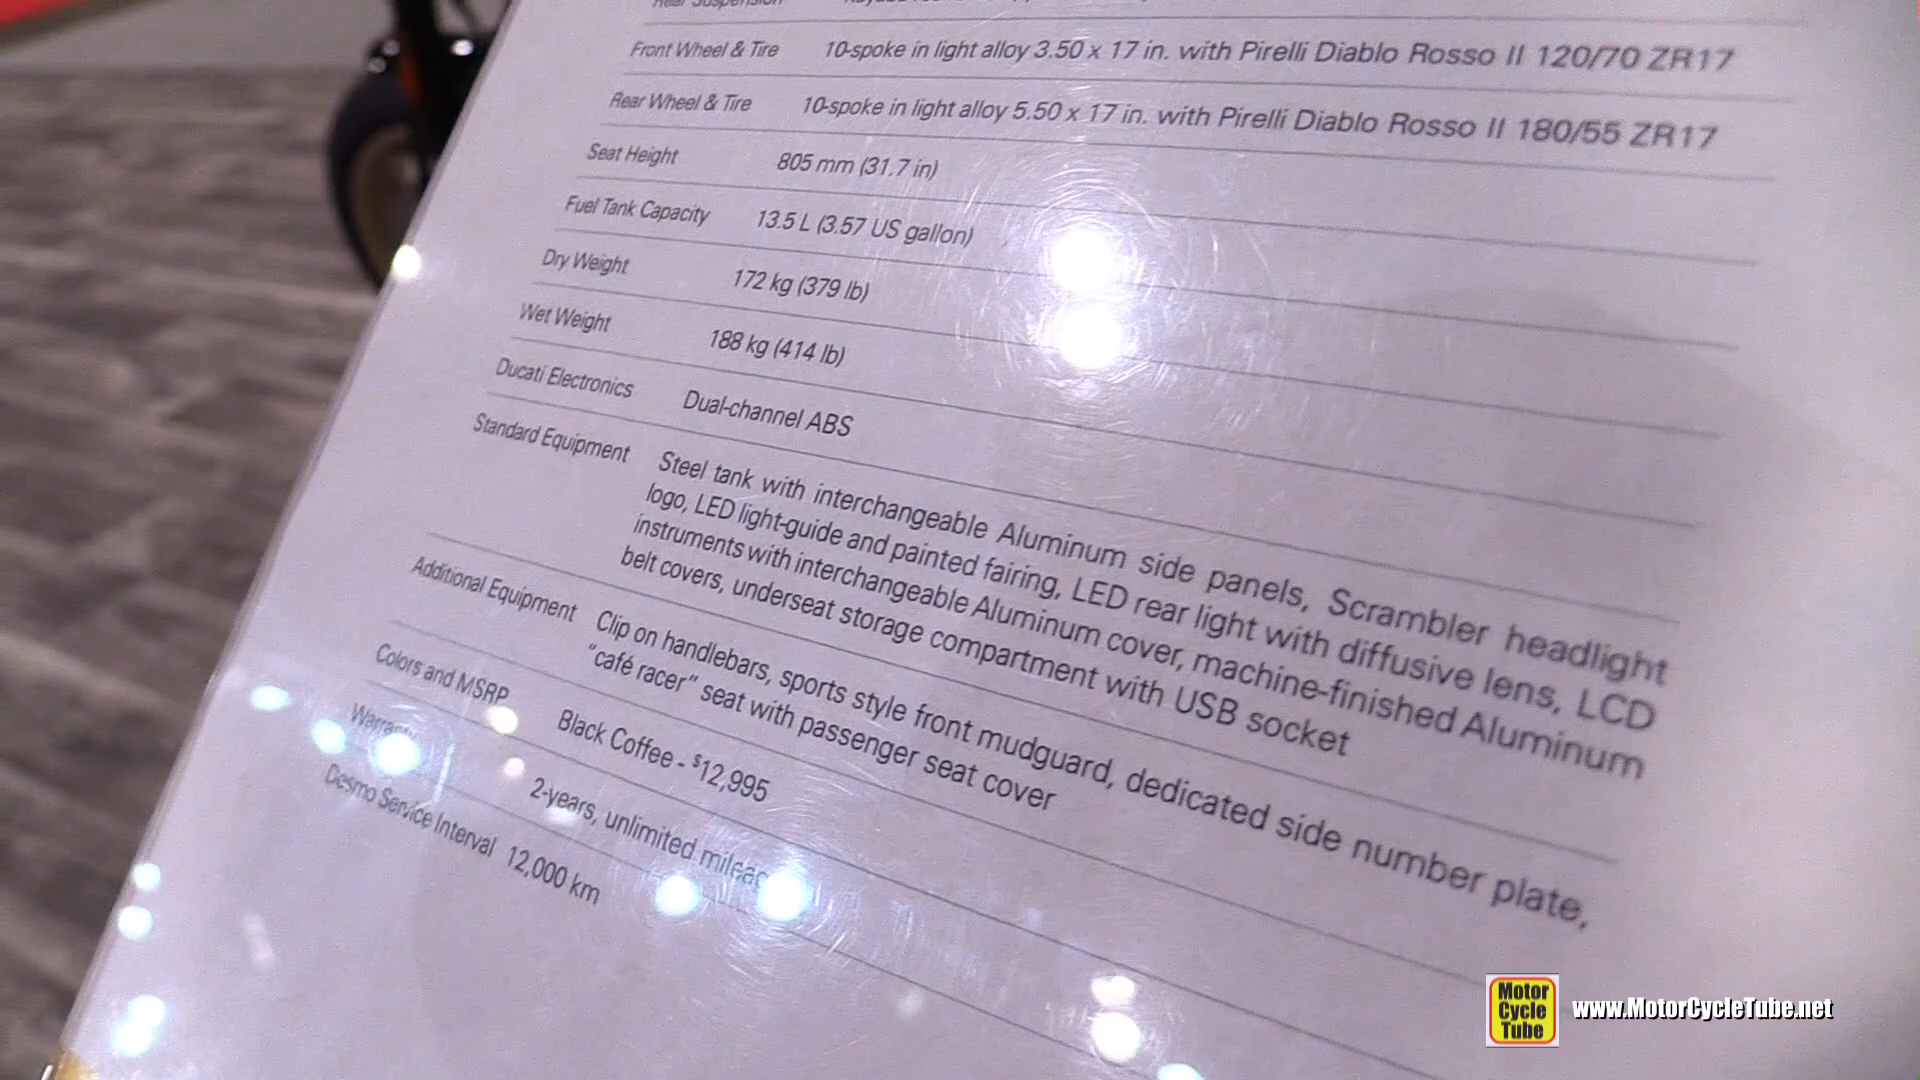 Rear Suspension
Front Wheel & Tire 10-spoke in light alloy 3.50 x 17 in. with Pirelli Diablo Rosso II 120/70 ZR17
Rear Wheel & Tire 10-spoke in light alloy 5.50 x 17 in. with Pirelli Diablo Rosso II 180/55 ZR17
Seat Height 805 mm (31.7 in)
Fuel Tank Capacity 13.5 L (3.57 US gallon)
Dry Weight 172 kg (379 lb)
Wet Weight 188 kg (414 lb)
Ducati Electronics Dual-channel ABS
Standard Equipment Steel tank with interchangeable Aluminum side panels, Scrambler headlight
logo, LED light-guide and painted fairing, LED rear light with diffusive lens, LCD
instruments with interchangeable Aluminum cover, machine-finished Aluminum
belt covers, underseat storage compartment with USB socket
Additional Equipment Clip on handlebars, sports style front mudguard, dedicated side number plate,
“café racer” seat with passenger seat cover
Colors and MSRP Black Coffee - $12,995
Warranty 2-years, unlimited mileage
Desmo Service Interval 12,000 km
Motor
Cycle
Tube
www.MotorCycleTube.net